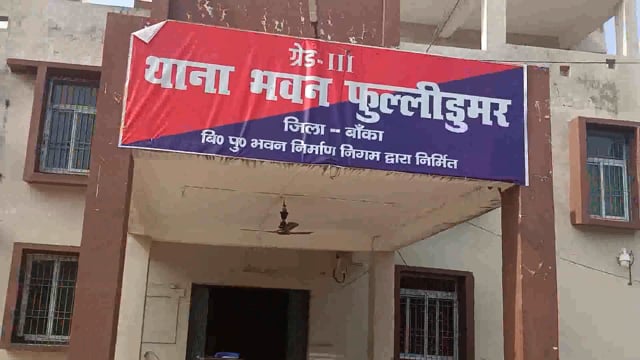 ग्रेड-III
थाना भवन फुल्लीडुमर
जिला -- बाँका
बि० पु० भवन निर्माण निगम द्वारा निर्मित